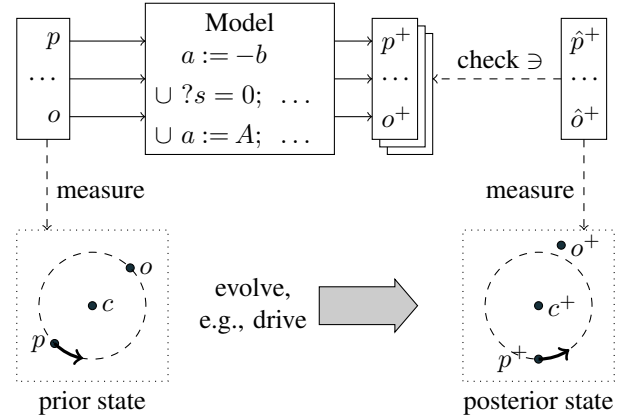 p
...
o
Model
a := −b
∪ ?s = 0; ...
∪ a := A; ...
p⁺
...
o⁺
check ∋
p̂⁺
...
ô⁺
measure
measure
o
c
p
prior state
evolve,
e.g., drive
o⁺
c⁺
p⁺
posterior state